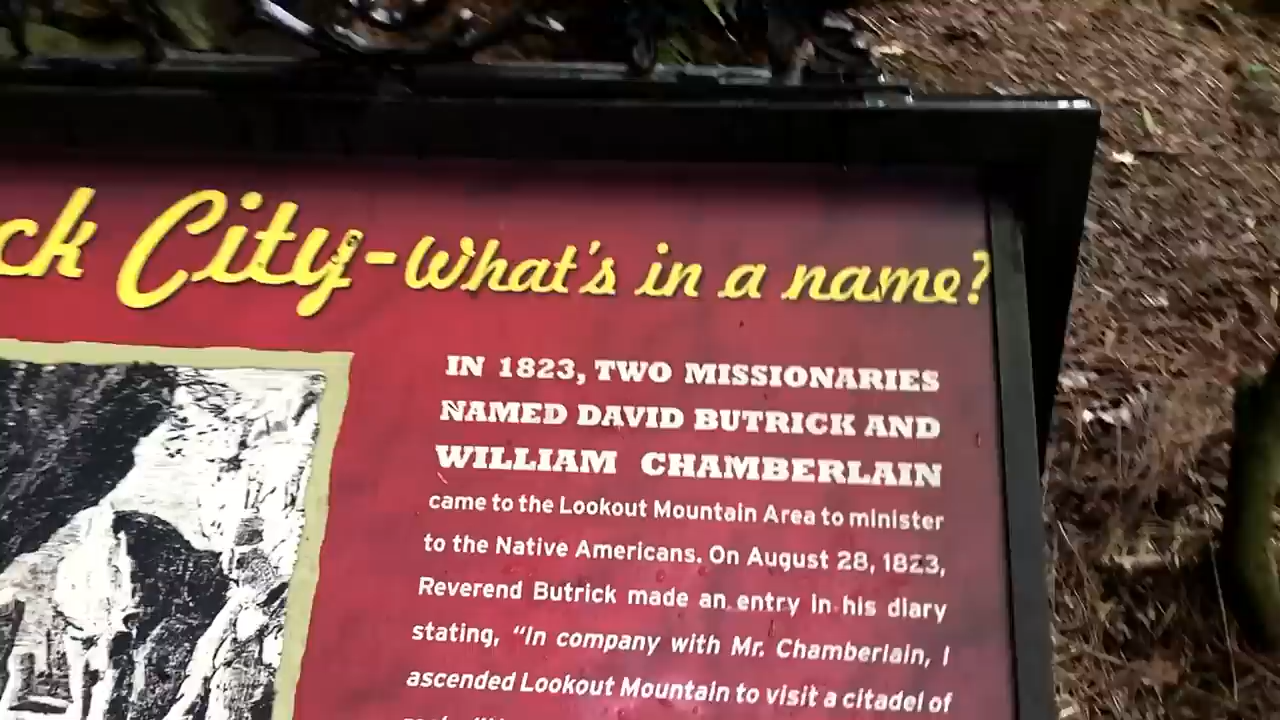 ck City-What's in a name?
IN 1823, TWO MISSIONARIES
NAMED DAVID BUTRICK AND
WILLIAM CHAMBERLAIN
came to the Lookout Mountain Area to minister
to the Native Americans. On August 28, 1823,
Reverend Butrick made an entry in his diary
stating, “In company with Mr. Chamberlain, I
ascended Lookout Mountain to visit a citadel of